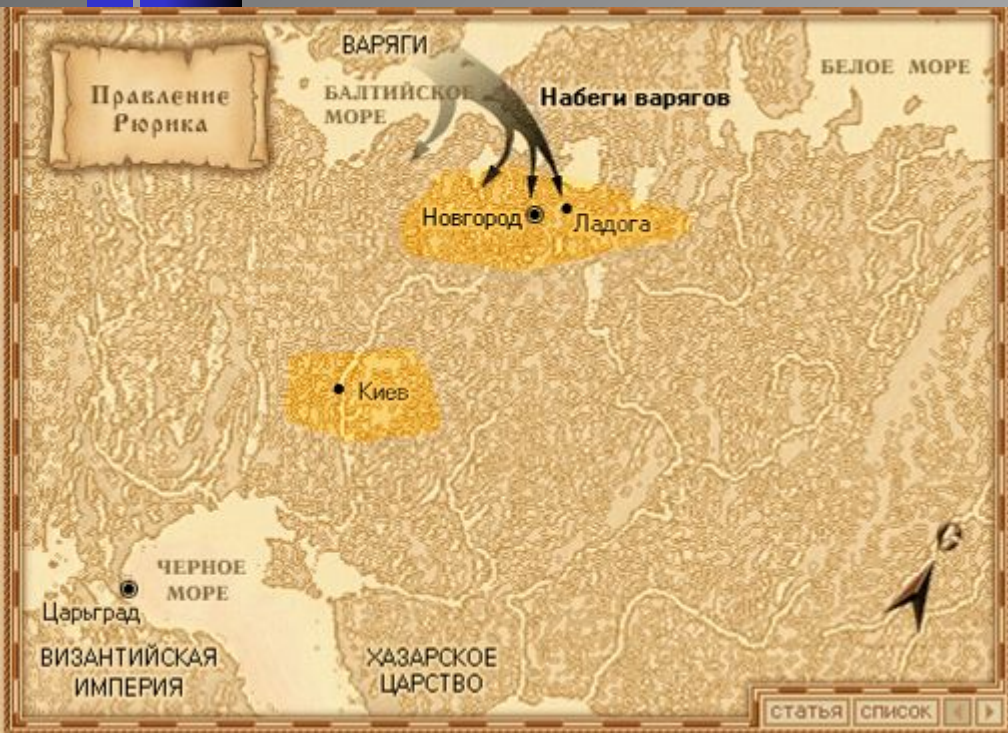 ВАРЯГИ
Правление
Рюрика
БАЛТИЙСКОЕ
МОРЕ
Набеги варягов
БЕЛОЕ МОРЕ
Новгород
Ладога
Киев
С
ЧЕРНОЕ
МОРЕ
Царьград
ВИЗАНТИЙСКАЯ
ИМПЕРИЯ
ХАЗАРСКОЕ
ЦАРСТВО
статья список